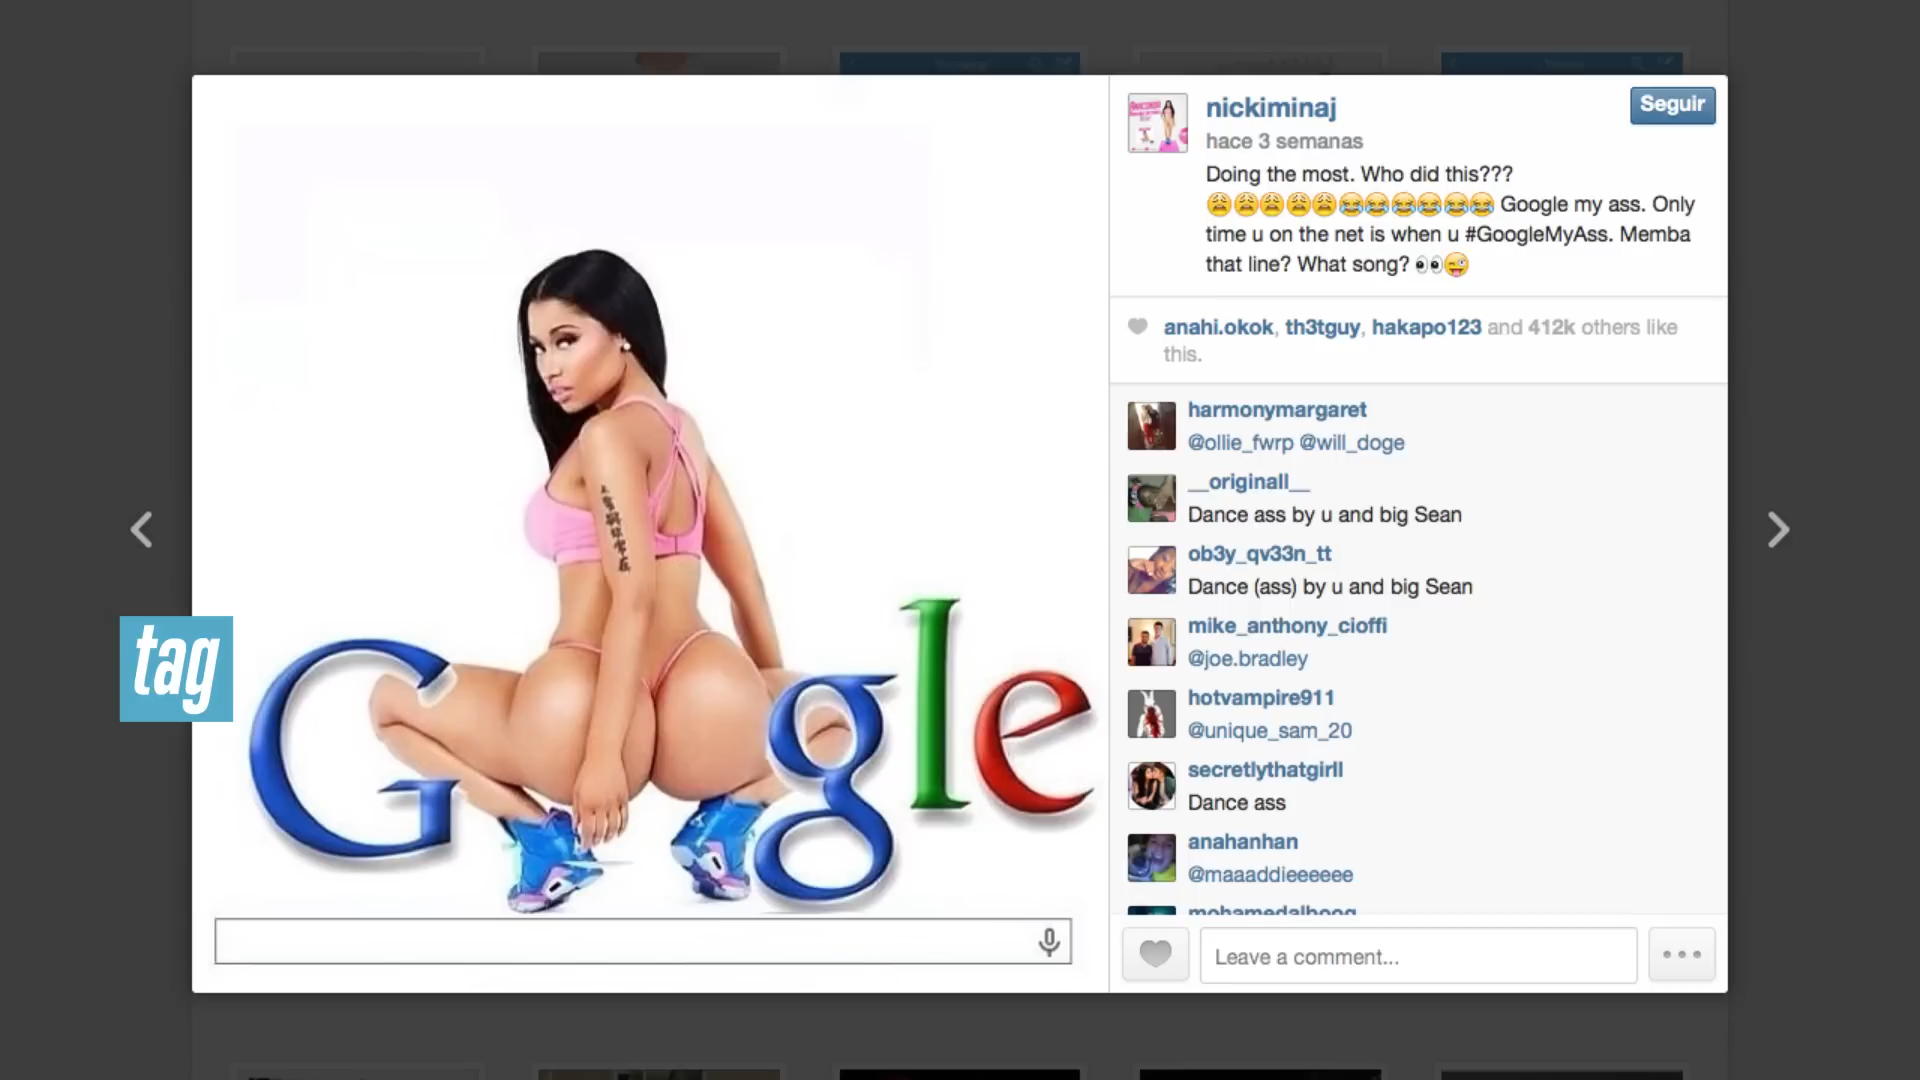 nickiminaj
Seguir
hace 3 semanas
Doing the most. Who did this???
😩😩😩😩😩😂😂😂😂😂😂 Google my ass. Only
time u on the net is when u #GoogleMyAss. Memba
that line? What song? 👀😜
anahi.okok, th3tguy, hakapo123 and 412k others like
this.
harmonymargaret
@ollie_fwrp @will_doge
__originall__
Dance ass by u and big Sean
ob3y_qv33n_tt
Dance (ass) by u and big Sean
mike_anthony_cioffi
@joe.bradley
hotvampire911
@unique_sam_20
secretlythatgirll
Dance ass
anahanhan
@maaaddieeeeee
Leave a comment...
tag
G gle